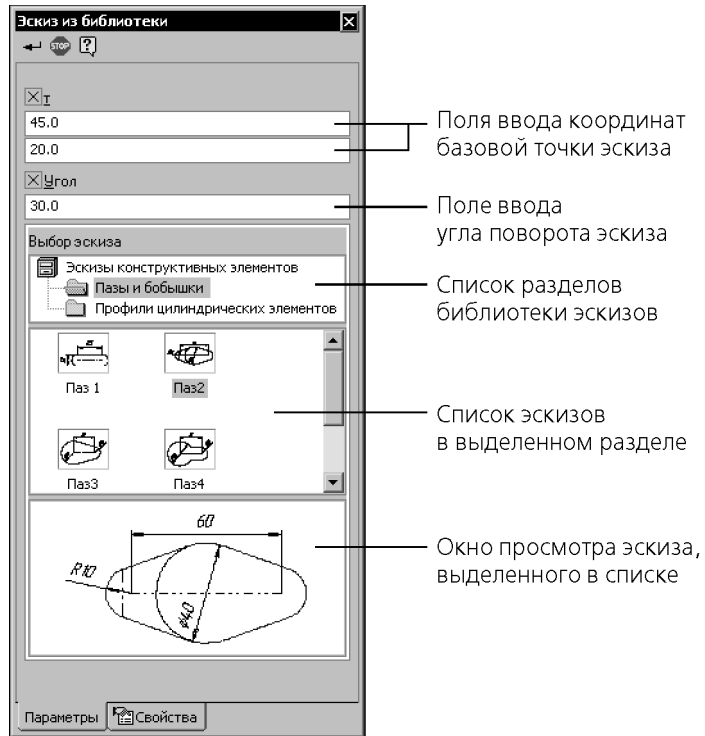 Эскиз из библиотеки
STOP
т
45.0
20.0
Поля ввода координат
базовой точки эскиза
Угол
30.0
Поле ввода
угла поворота эскиза
Выбор эскиза
Эскизы конструктивных элементов
Пазы и бобышки
Профили цилиндрических элементов
Список разделов
библиотеки эскизов
Паз 1
Паз2
Паз3
Паз4
Список эскизов
в выделенном разделе
60
R10
ϕ40
Окно просмотра эскиза,
выделенного в списке
Параметры
Свойства